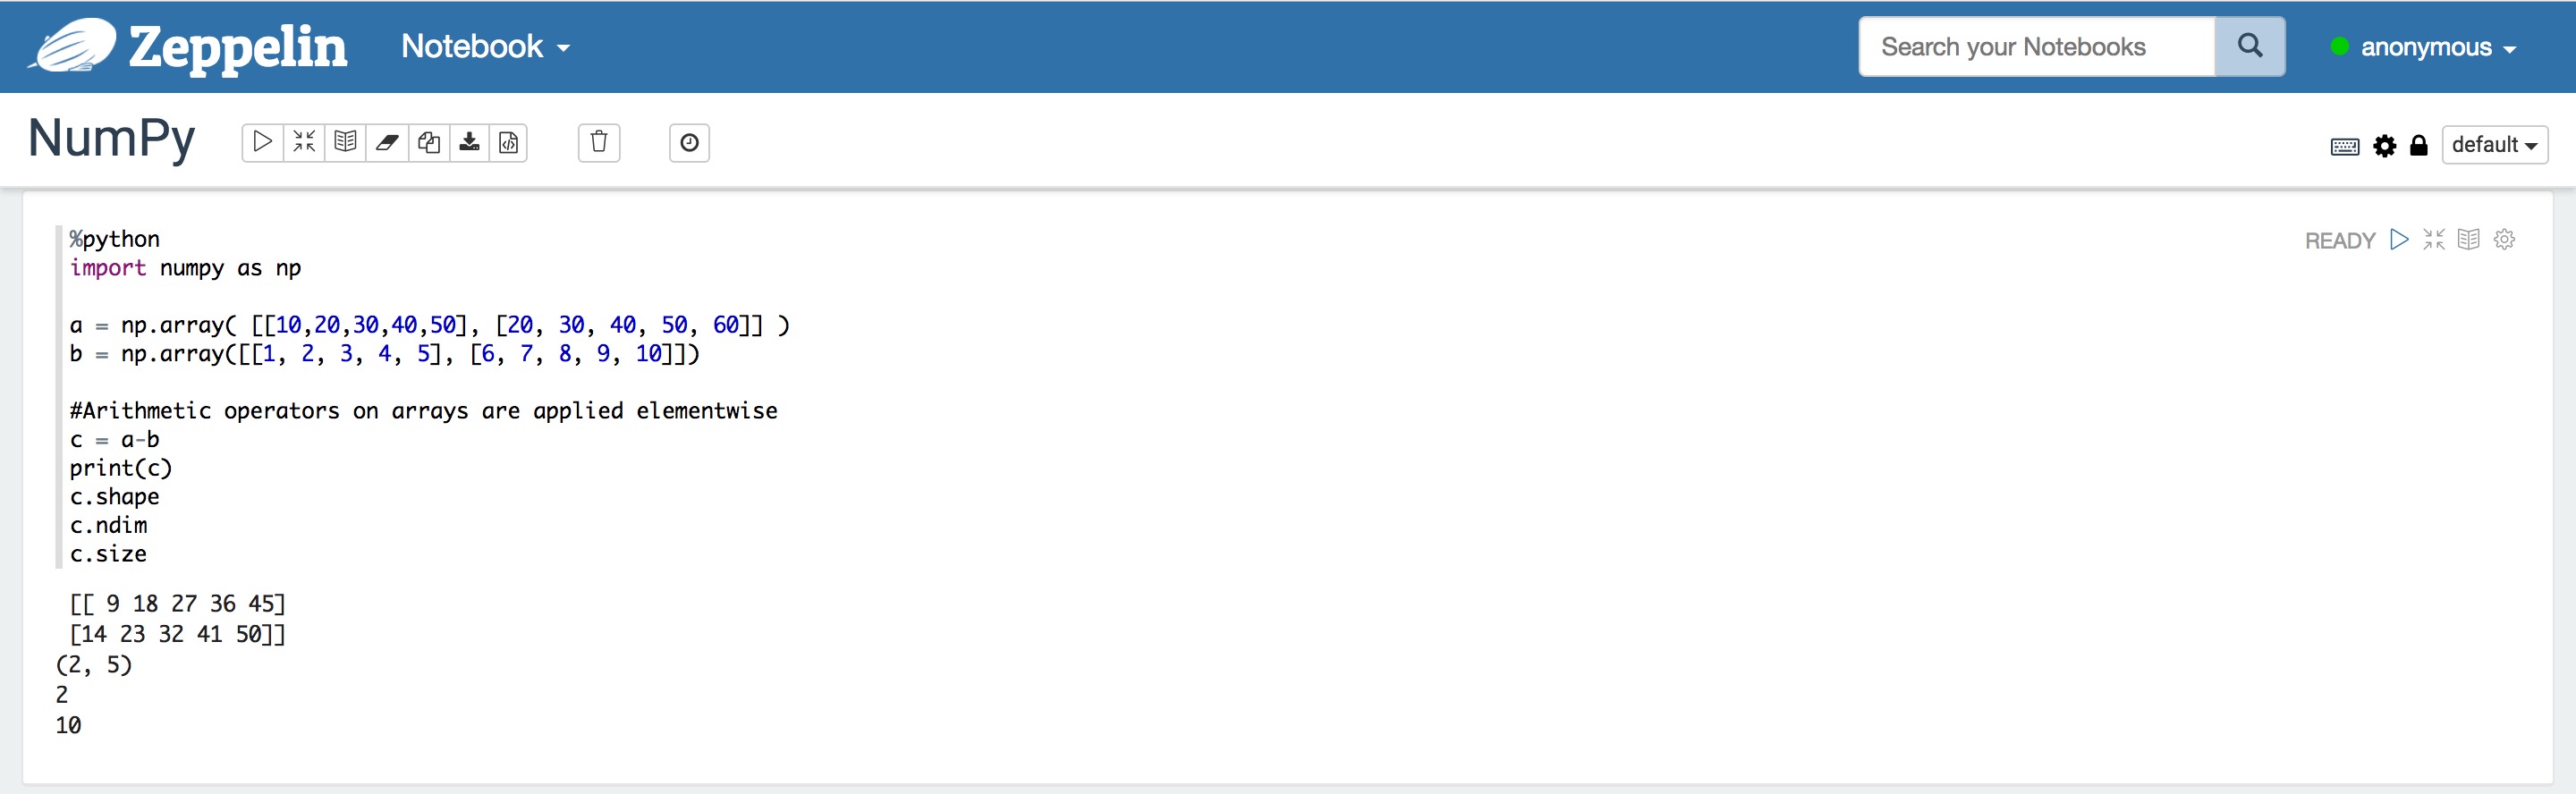 Zeppelin Notebook Search your Notebooks anonymous
NumPy default
%python READY
import numpy as np
a = np.array( [[10,20,30,40,50], [20, 30, 40, 50, 60]] )
b = np.array([[1, 2, 3, 4, 5], [6, 7, 8, 9, 10]])
#Arithmetic operators on arrays are applied elementwise
c = a-b
print(c)
c.shape
c.ndim
c.size
[[ 9 18 27 36 45]
[14 23 32 41 50]]
(2, 5)
2
10